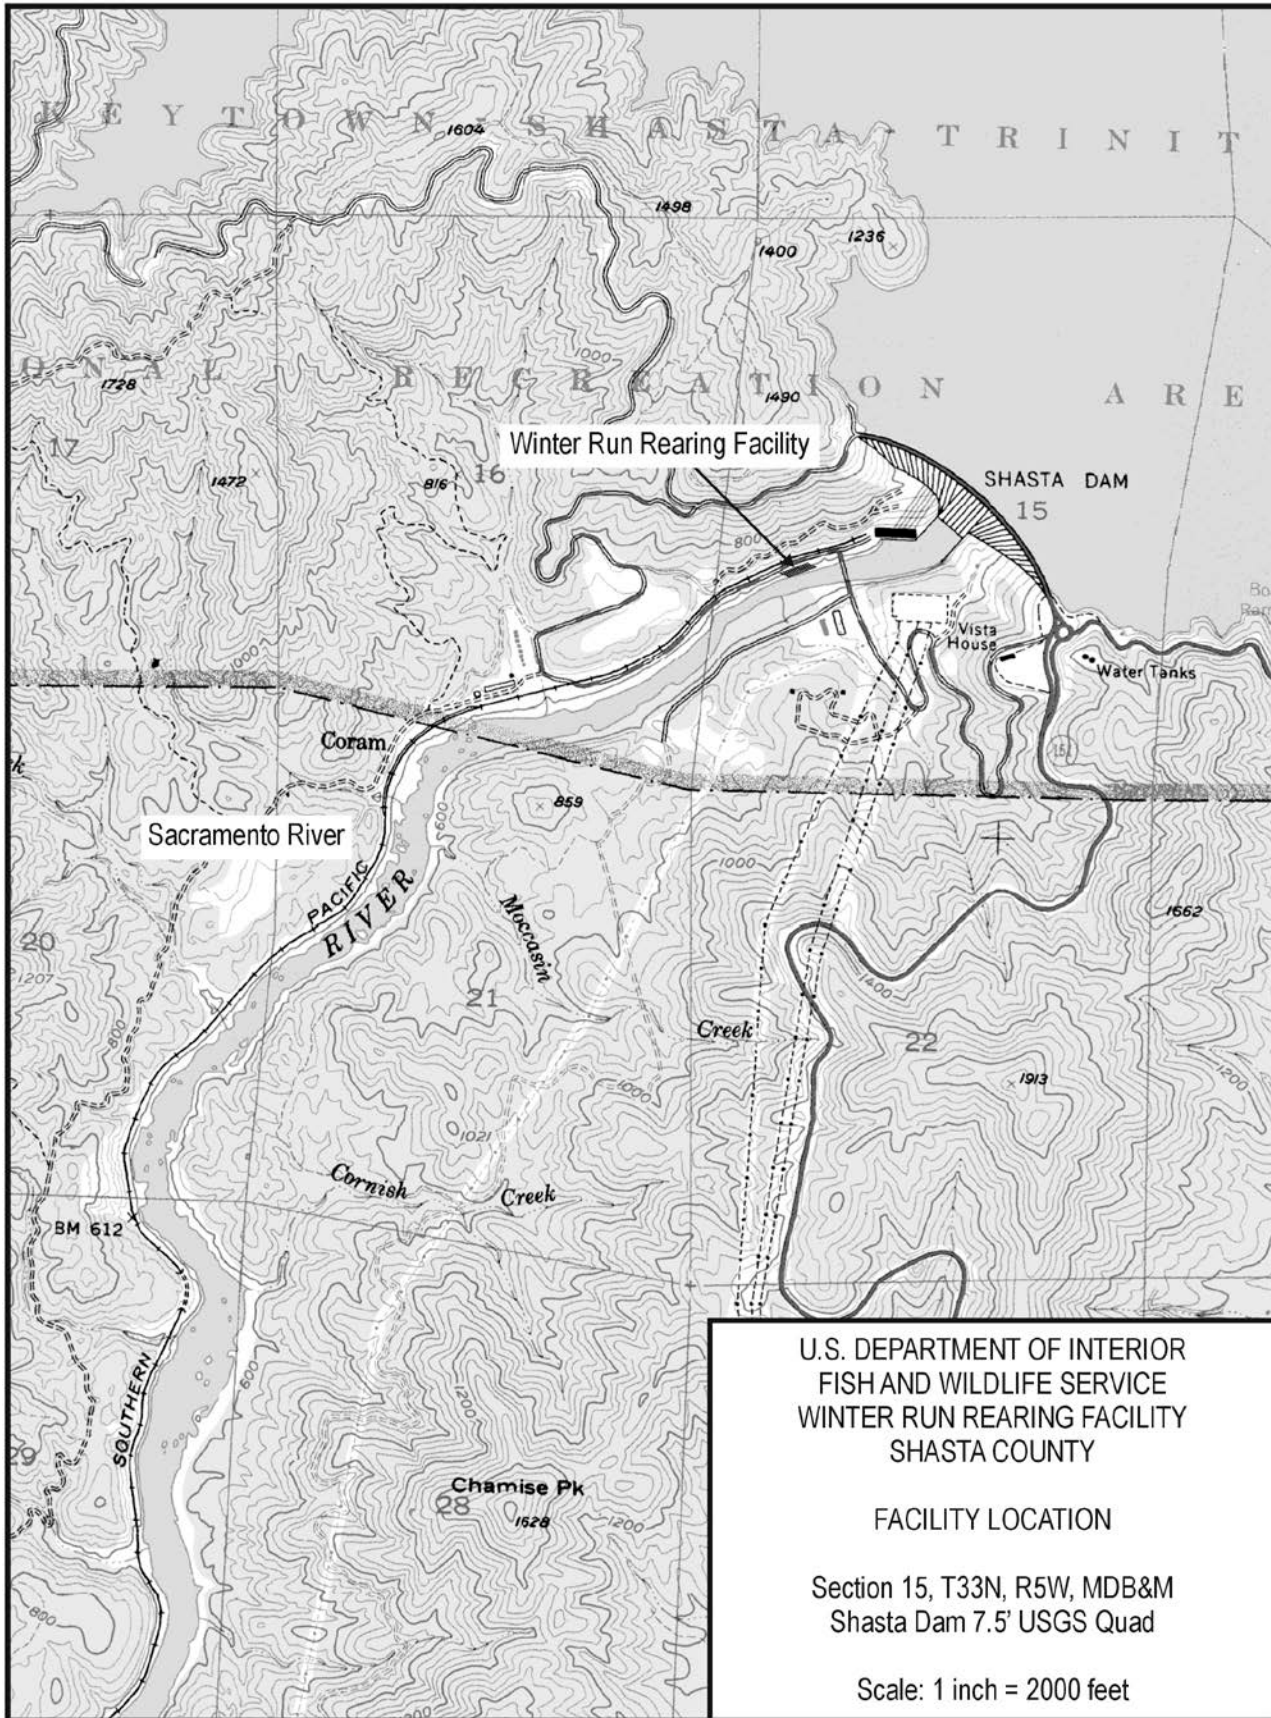 K E Y T O W N - S H A S T A - T R I N I T
1604
1498
1400
1236
1000
O N A L R E C R E A T I O N A R E
1728
1490
17
Winter Run Rearing Facility
1472
816
16
SHASTA DAM
15
800
Vista
House
Water Tanks
1000
Coram
151
859
600
Sacramento River
PACIFIC
RIVER
Moccasin
1662
20
1207
21
1400
800
Creek
22
1913
1200
1000
1021
Cornish
Creek
BM 612
SOUTHERN
600
1200
29
Chamise Pk
28
1628
1200
800
U.S. DEPARTMENT OF INTERIOR
FISH AND WILDLIFE SERVICE
WINTER RUN REARING FACILITY
SHASTA COUNTY
FACILITY LOCATION
Section 15, T33N, R5W, MDB&M
Shasta Dam 7.5' USGS Quad
Scale: 1 inch = 2000 feet